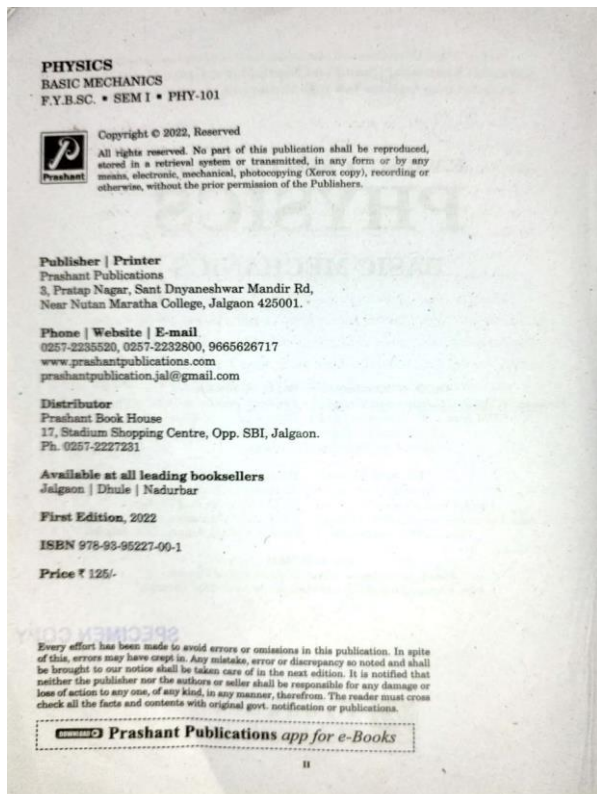 PHYSICS
BASIC MECHANICS
F.Y.B.SC. • SEM I • PHY-101
Prashant
Copyright © 2022, Reserved
All rights reserved. No part of this publication shall be reproduced,
stored in a retrieval system or transmitted, in any form or by any
means, electronic, mechanical, photocopying (Xerox copy), recording or
otherwise, without the prior permission of the Publishers.
Publisher | Printer
Prashant Publications
3, Pratap Nagar, Sant Dnyaneshwar Mandir Rd,
Near Nutan Maratha College, Jalgaon 425001.
Phone | Website | E-mail
0257-2235520, 0257-2232800, 9665626717
www.prashantpublications.com
prashantpublication.jal@gmail.com
Distributor
Prashant Book House
17, Stadium Shopping Centre, Opp. SBI, Jalgaon.
Ph. 0257-2227231
Available at all leading booksellers
Jalgaon | Dhule | Nadurbar
First Edition, 2022
ISBN 978-93-95227-00-1
Price ₹ 125/-
SPECIMEN COPY
Every effort has been made to avoid errors or omissions in this publication. In spite
of this, errors may have crept in. Any mistake, error or discrepancy so noted and shall
be brought to our notice shall be taken care of in the next edition. It is notified that
neither the publisher nor the authors or seller shall be responsible for any damage or
loss of action to any one, of any kind, in any manner, therefrom. The reader must cross
check all the facts and contents with original govt. notification or publications.
DOWNLOAD Prashant Publications app for e-Books
II